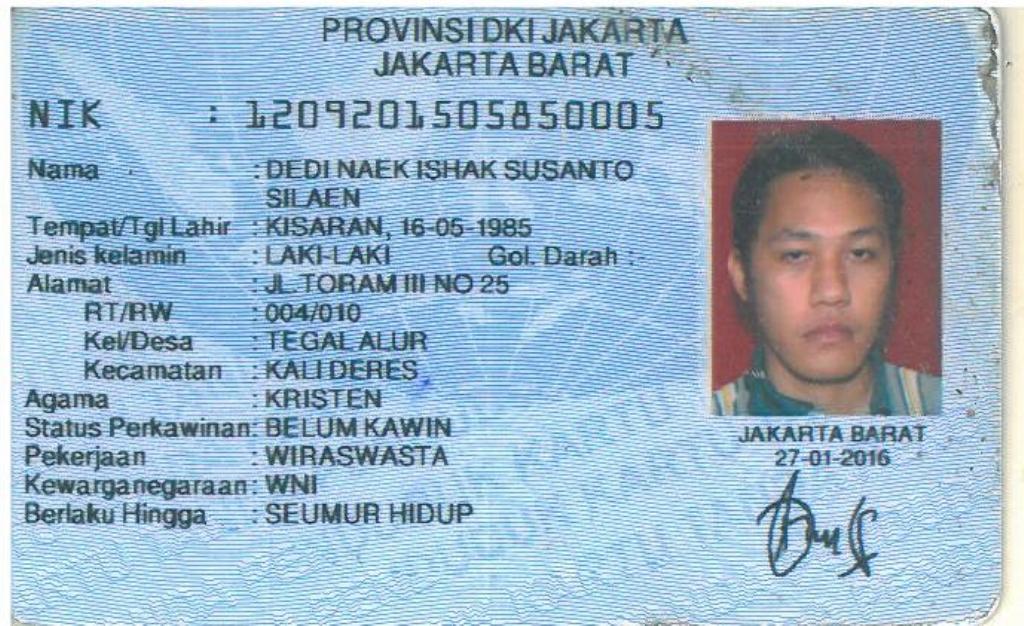 PROVINSI DKI JAKARTA
JAKARTA BARAT
NIK : 1209201505850005
Nama : DEDI NAEK ISHAK SUSANTO
SILAEN
Tempat/Tgl Lahir : KISARAN, 16-05-1985
Jenis kelamin : LAKI-LAKI Gol. Darah : -
Alamat : JL.TORAM III NO 25
RT/RW : 004/010
Kel/Desa : TEGAL ALUR
Kecamatan : KALI DERES
Agama : KRISTEN
Status Perkawinan: BELUM KAWIN
Pekerjaan : WIRASWASTA
Kewarganegaraan: WNI
Berlaku Hingga : SEUMUR HIDUP
JAKARTA BARAT
27-01-2016